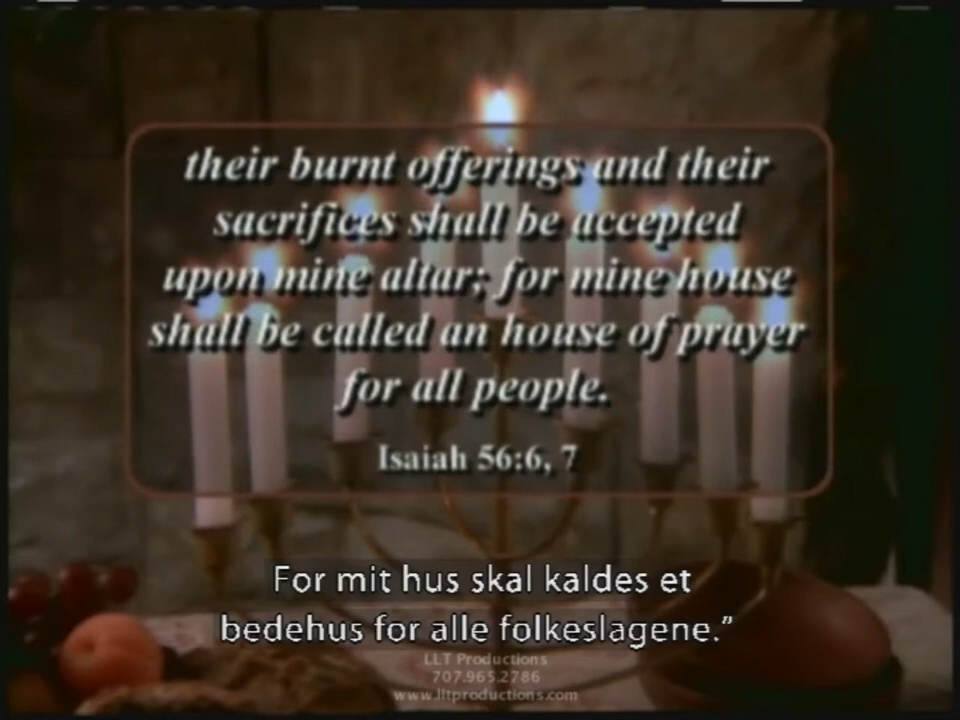 their burnt offerings and their
sacrifices shall be accepted
upon mine altar; for mine house
shall be called an house of prayer
for all people.
Isaiah 56:6, 7
For mit hus skal kaldes et
bedehus for alle folkeslagene.”
LLT Productions
707.965.2786
www.lltproductions.com